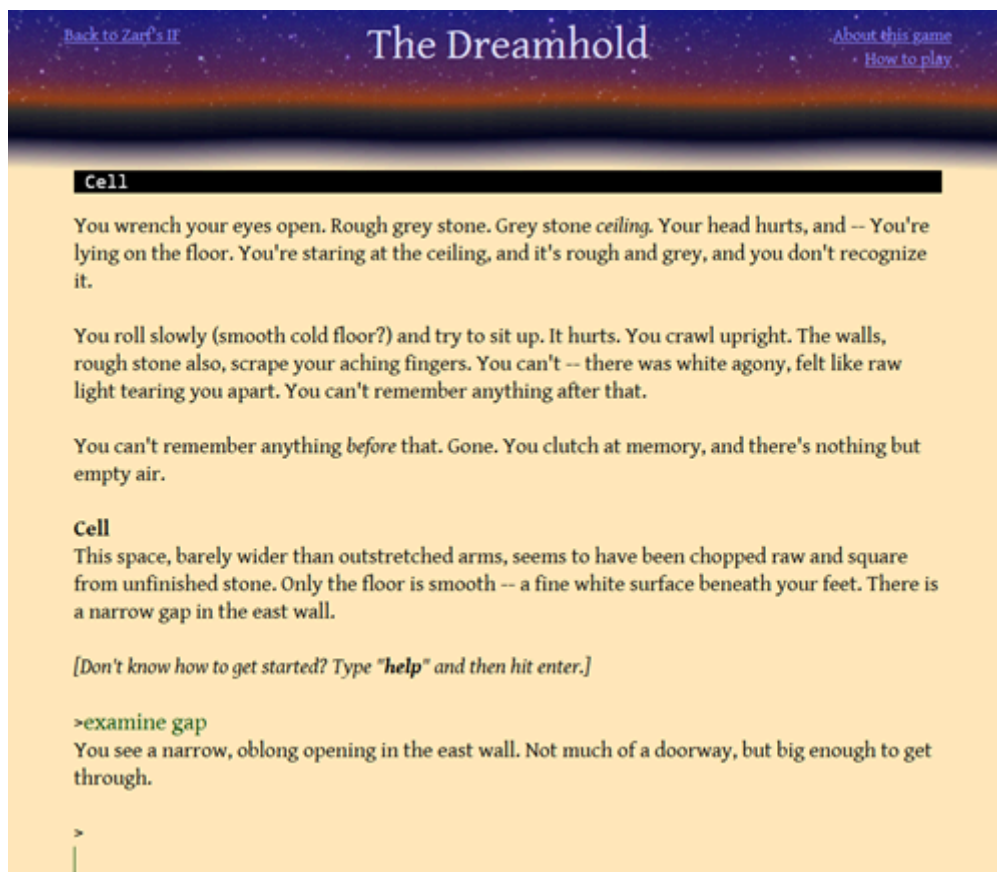 Back to Zarf's IF
The Dreamhold
About this game
How to play
Cell
You wrench your eyes open. Rough grey stone. Grey stone ceiling. Your head hurts, and -- You're
lying on the floor. You're staring at the ceiling, and it's rough and grey, and you don't recognize
it.
You roll slowly (smooth cold floor?) and try to sit up. It hurts. You crawl upright. The walls,
rough stone also, scrape your aching fingers. You can't -- there was white agony, felt like raw
light tearing you apart. You can't remember anything after that.
You can't remember anything before that. Gone. You clutch at memory, and there's nothing but
empty air.
Cell
This space, barely wider than outstretched arms, seems to have been chopped raw and square
from unfinished stone. Only the floor is smooth -- a fine white surface beneath your feet. There is
a narrow gap in the east wall.
[Don't know how to get started? Type "help" and then hit enter.]
>examine gap
You see a narrow, oblong opening in the east wall. Not much of a doorway, but big enough to get
through.
>